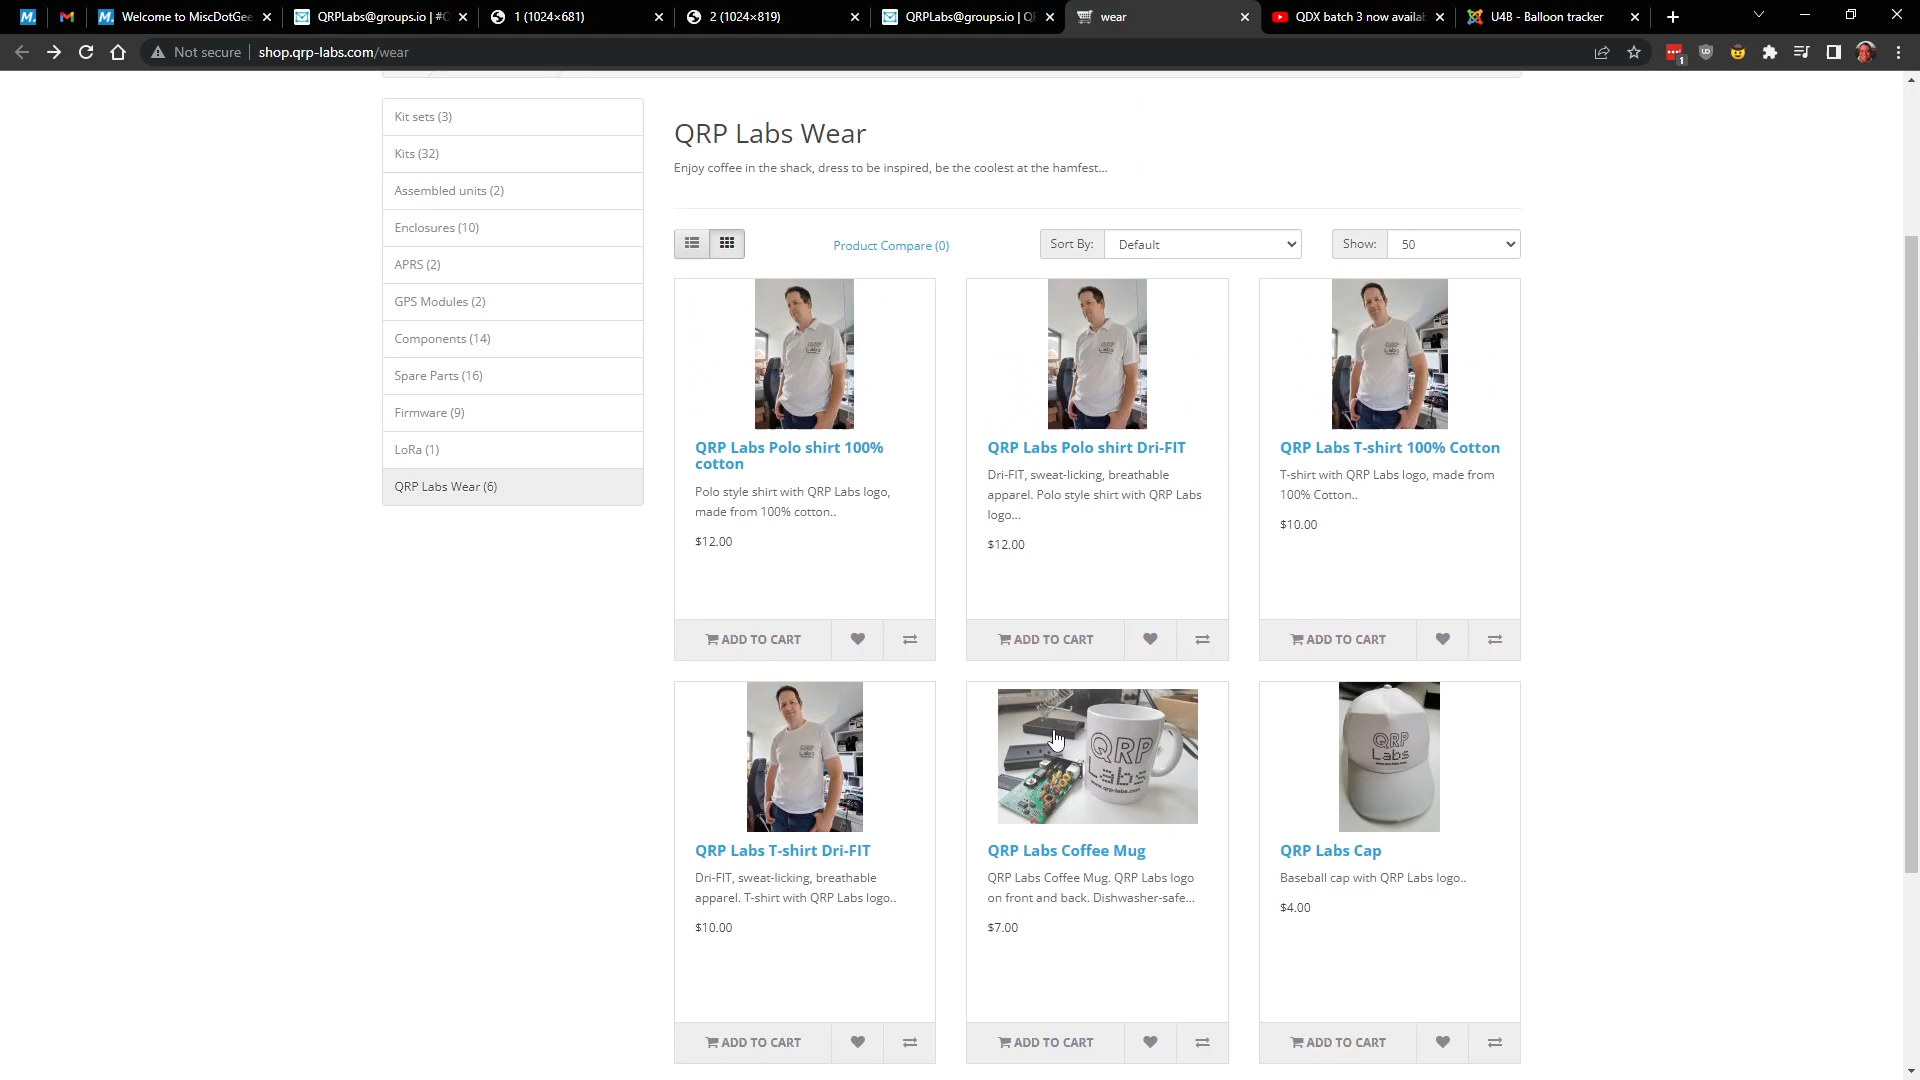 Welcome to MiscDotGee
QRPLabs@groups.io | #Q
1 (1024×681)
2 (1024×819)
QRPLabs@groups.io | Q
wear
QDX batch 3 now availa
U4B - Balloon tracker
Not secure
shop.qrp-labs.com/wear
1
Kit sets (3)
Kits (32)
Assembled units (2)
Enclosures (10)
APRS (2)
GPS Modules (2)
Components (14)
Spare Parts (16)
Firmware (9)
LoRa (1)
QRP Labs Wear (6)
QRP Labs Wear
Enjoy coffee in the shack, dress to be inspired, be the coolest at the hamfest...
Product Compare (0)
Sort By:
Default
Show:
50
QRP Labs Polo shirt 100%
cotton
Polo style shirt with QRP Labs logo,
made from 100% cotton..
$12.00
ADD TO CART
QRP Labs Polo shirt Dri-FIT
Dri-FIT, sweat-licking, breathable
apparel. Polo style shirt with QRP Labs
logo...
$12.00
ADD TO CART
QRP Labs T-shirt 100% Cotton
T-shirt with QRP Labs logo, made from
100% Cotton..
$10.00
ADD TO CART
QRP Labs T-shirt Dri-FIT
Dri-FIT, sweat-licking, breathable
apparel. T-shirt with QRP Labs logo..
$10.00
ADD TO CART
QRP
Labs
www.qrp-labs.com
QRP Labs Coffee Mug
QRP Labs Coffee Mug. QRP Labs logo
on front and back. Dishwasher-safe...
$7.00
ADD TO CART
QRP
Labs
QRP Labs Cap
Baseball cap with QRP Labs logo..
$4.00
ADD TO CART